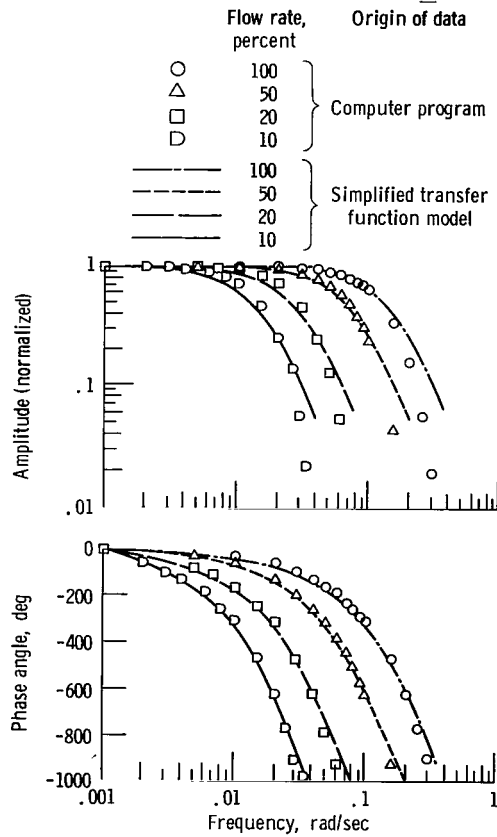 Flow rate, Origin of data
percent
100
50
20
10
Computer program
100
50
20
10
Simplified transfer
function model
Amplitude (normalized)
1
.1
.01
Phase angle, deg
0
-200
-400
-600
-800
-1000
.001 .01 .1 1
Frequency, rad/sec